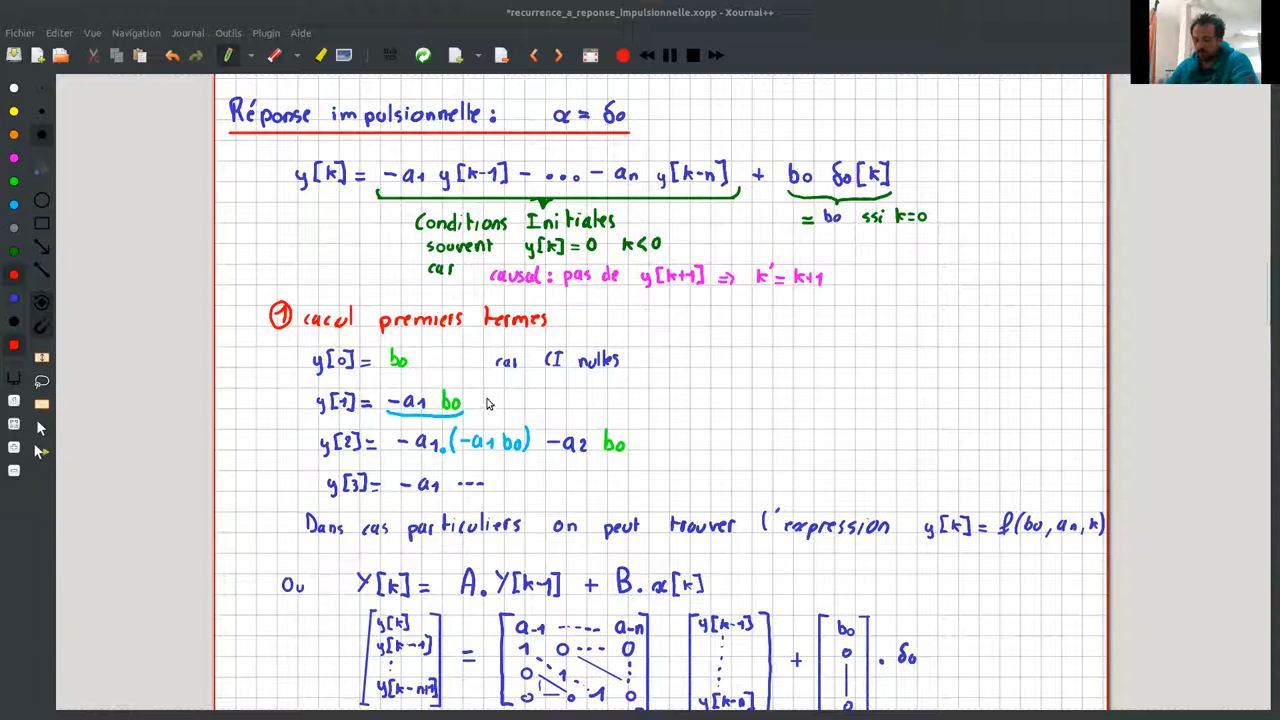 *recurrence_a_reponse_impulsionnelle.xopp - Xournal++
Fichier Editer Vue Navigation Journal Outils Plugin Aide
Réponse impulsionnelle : x = δ0
y[k] = -a1 y[k-1] - ... - an y[k-n] + b0 δ0[k]
Conditions Initiales
= b0 ssi k=0
souvent y[k] = 0 k<0
car causal : pas de y[k+1] => k' = k+1
① cacul premiers termes
y[0] = b0 car CI nulles
y[1] = -a1 b0
y[2] = -a1.(-a1 b0) -a2 b0
y[3] = -a1 ---
Dans cas particuliers on peut trouver l'expression y[k] = f(b0, an, k)
Ou Y[k] = A.Y[k-1] + B.x[k]
y[k] a-1 ----- a-n y[k-1] b0
y[k-1] 1 0 --- 0 0
= 0 1 + . δ0
y[k-n+1] 0 0 1 0 y[k-n] 0